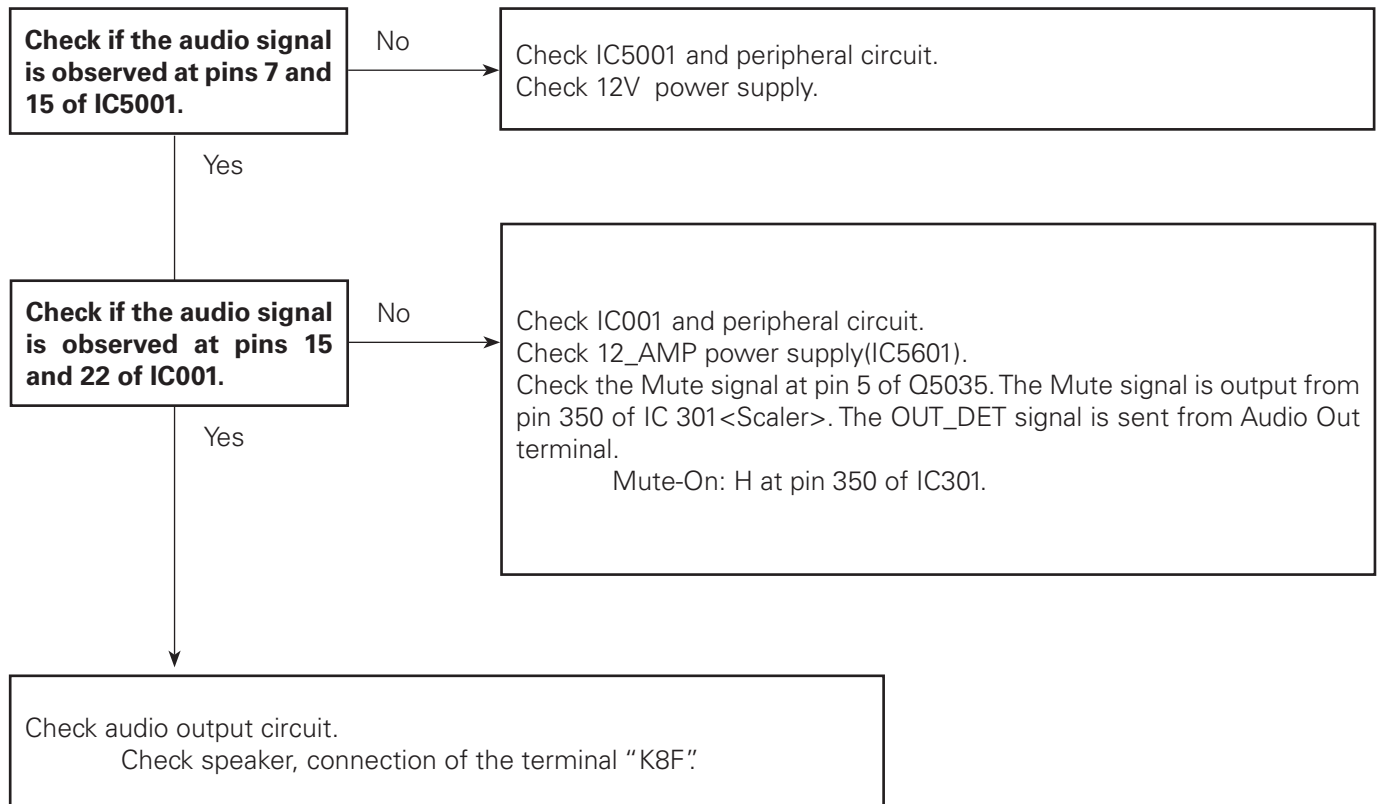 Check if the audio signal
is observed at pins 7 and
15 of IC5001.
No
Check IC5001 and peripheral circuit.
Check 12V power supply.
Yes
Check if the audio signal
is observed at pins 15
and 22 of IC001.
No
Check IC001 and peripheral circuit.
Check 12_AMP power supply(IC5601).
Check the Mute signal at pin 5 of Q5035. The Mute signal is output from
pin 350 of IC 301<Scaler>. The OUT_DET signal is sent from Audio Out
terminal.
Mute-On: H at pin 350 of IC301.
Yes
Check audio output circuit.
Check speaker, connection of the terminal “K8F”.